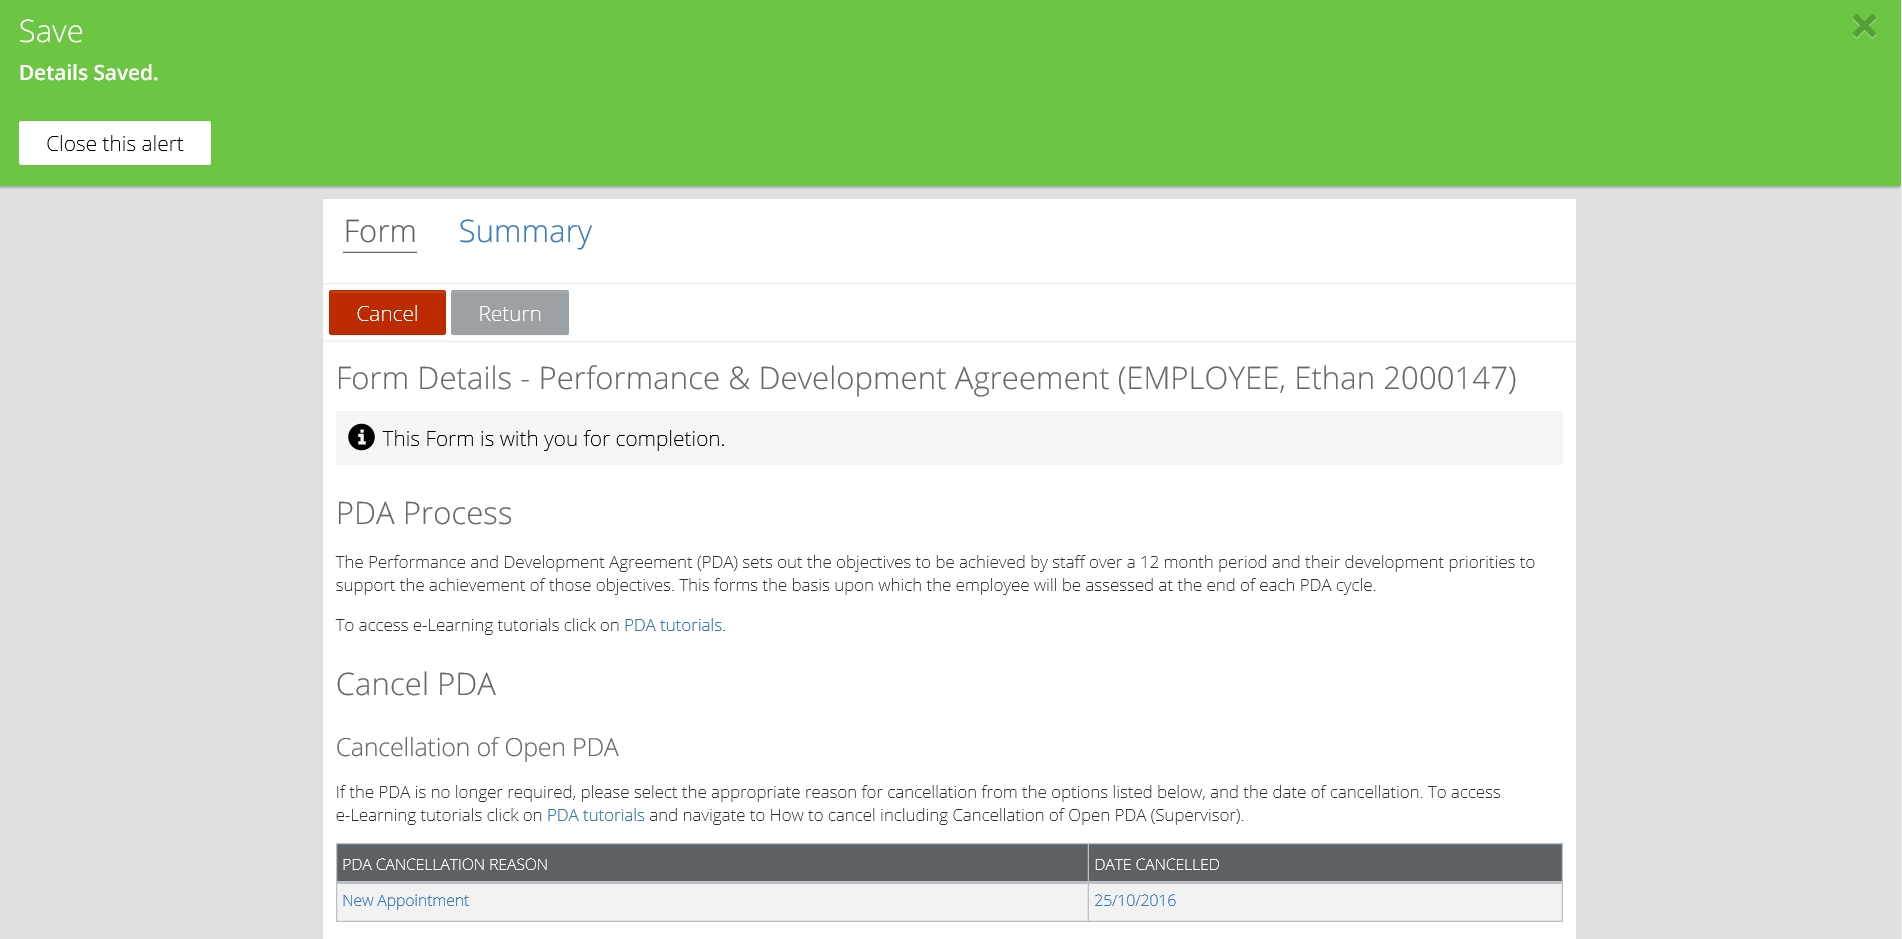 Save
Details Saved.
Close this alert
Form Summary
Cancel Return
Form Details - Performance & Development Agreement (EMPLOYEE, Ethan 2000147)
This Form is with you for completion.
PDA Process
The Performance and Development Agreement (PDA) sets out the objectives to be achieved by staff over a 12 month period and their development priorities to
support the achievement of those objectives. This forms the basis upon which the employee will be assessed at the end of each PDA cycle.
To access e-Learning tutorials click on PDA tutorials.
Cancel PDA
Cancellation of Open PDA
If the PDA is no longer required, please select the appropriate reason for cancellation from the options listed below, and the date of cancellation. To access
e-Learning tutorials click on PDA tutorials and navigate to How to cancel including Cancellation of Open PDA (Supervisor).
PDA CANCELLATION REASON DATE CANCELLED
New Appointment 25/10/2016